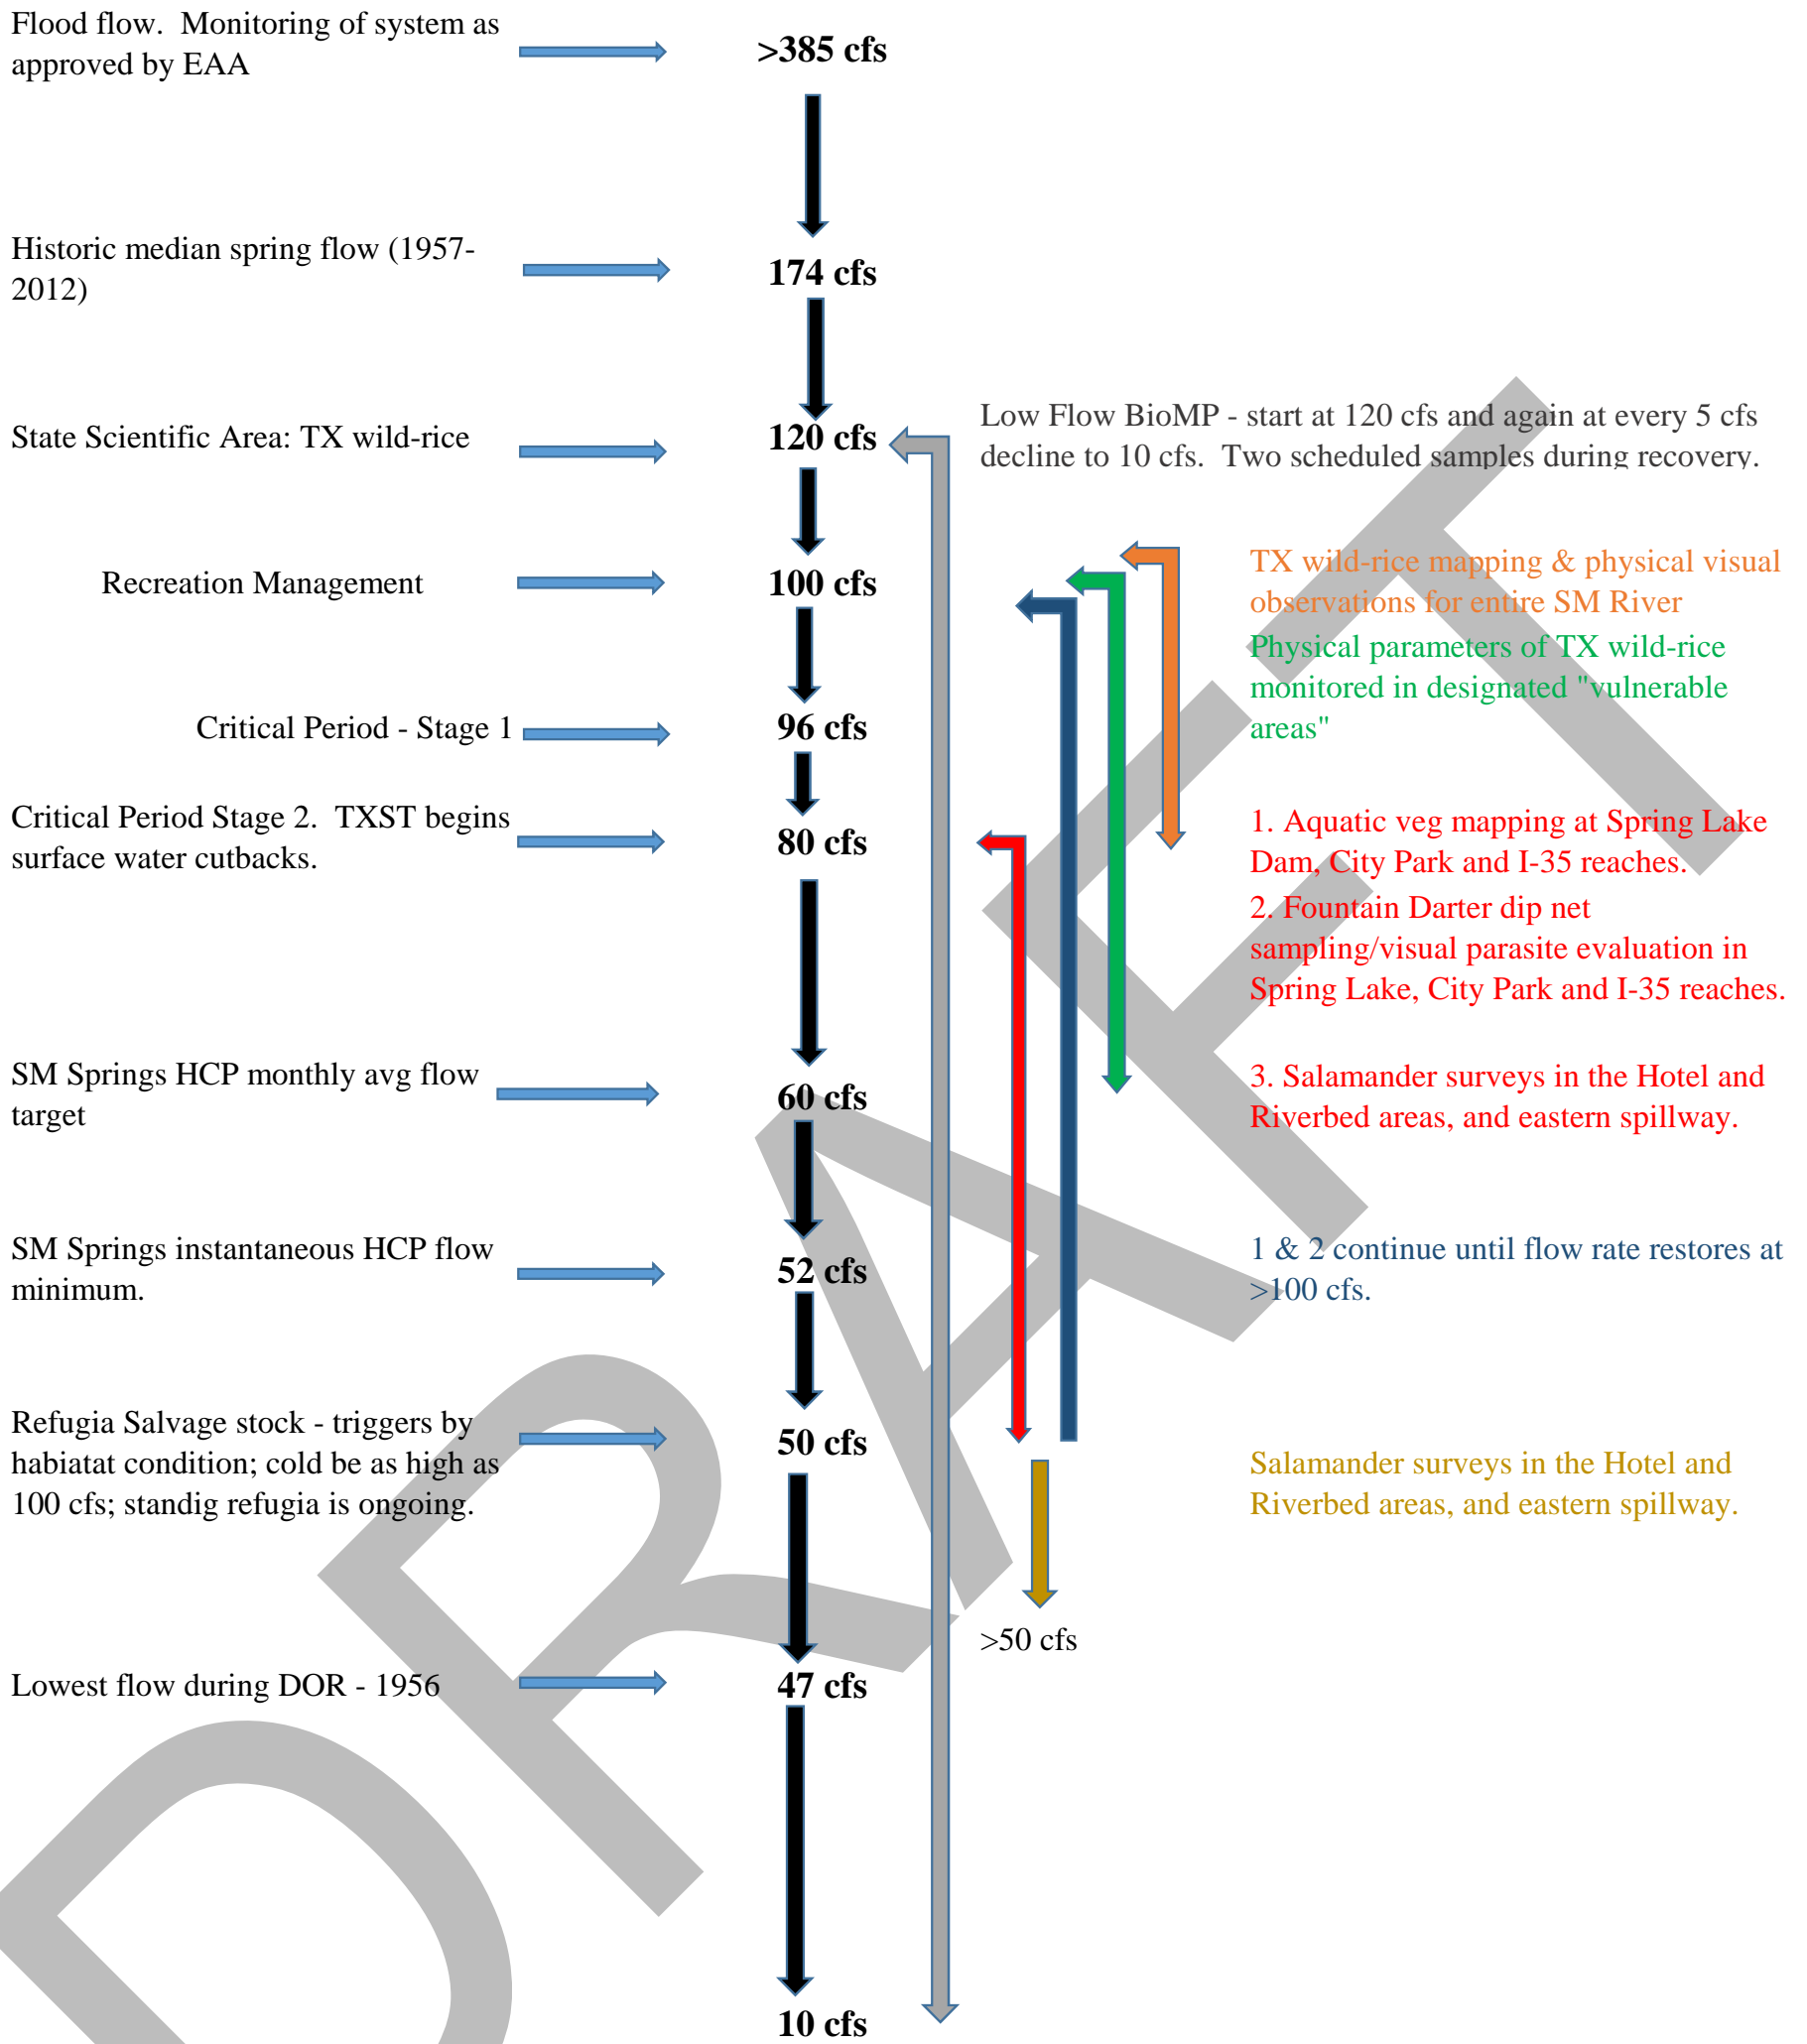 Flood flow.  Monitoring of system as
approved by EAA
>385 cfs
Historic median spring flow (1957-
2012)
174 cfs
State Scientific Area: TX wild-rice
120 cfs
Low Flow BioMP - start at 120 cfs and again at every 5 cfs
decline to 10 cfs.  Two scheduled samples during recovery.
Recreation Management
100 cfs
TX wild-rice mapping & physical visual
observations for entire SM River
Physical parameters of TX wild-rice
monitored in designated "vulnerable
areas"
Critical Period - Stage 1
96 cfs
Critical Period Stage 2.  TXST begins
surface water cutbacks.
80 cfs
1. Aquatic veg mapping at Spring Lake
Dam, City Park and I-35 reaches.
2. Fountain Darter dip net
sampling/visual parasite evaluation in
Spring Lake, City Park and I-35 reaches.
SM Springs HCP monthly avg flow
target
60 cfs
3. Salamander surveys in the Hotel and
Riverbed areas, and eastern spillway.
SM Springs instantaneous HCP flow
minimum.
52 cfs
1 & 2 continue until flow rate restores at
>100 cfs.
Refugia Salvage stock - triggers by
habiatat condition; cold be as high as
100 cfs; standig refugia is ongoing.
50 cfs
Salamander surveys in the Hotel and
Riverbed areas, and eastern spillway.
>50 cfs
Lowest flow during DOR - 1956
47 cfs
10 cfs
DRAFT